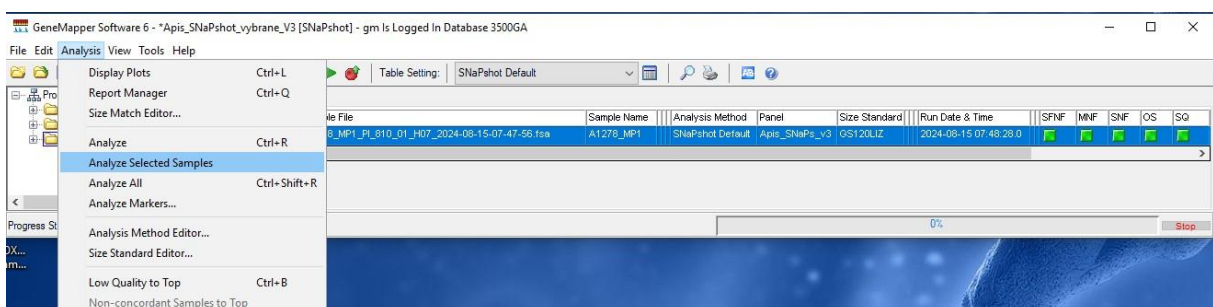 GeneMapper Software 6 - *Apis_SNaPshot_vybrane_V3 [SNaPshot] - gm Is Logged In Database 3500GA
File Edit Analysis View Tools Help
Display Plots Ctrl+L
Report Manager Ctrl+Q
Size Match Editor...
Analyze Ctrl+R
Analyze Selected Samples
Analyze All Ctrl+Shift+R
Analyze Markers...
Analysis Method Editor...
Size Standard Editor...
Low Quality to Top Ctrl+B
Non-concordant Samples to Top
Table Setting: SNaPshot Default
Pro
le File Sample Name Analysis Method Panel Size Standard Run Date & Time SFNF MNF SNF OS SQ
8_MP1_PI_810_01_H07_2024-08-15-07-47-56.fsa A1278_MP1 SNaPshot Default Apis_SNaPs_v3 GS120LIZ 2024-08-15 07:48:28.0
Progress St 0% Stop
OX...
am...